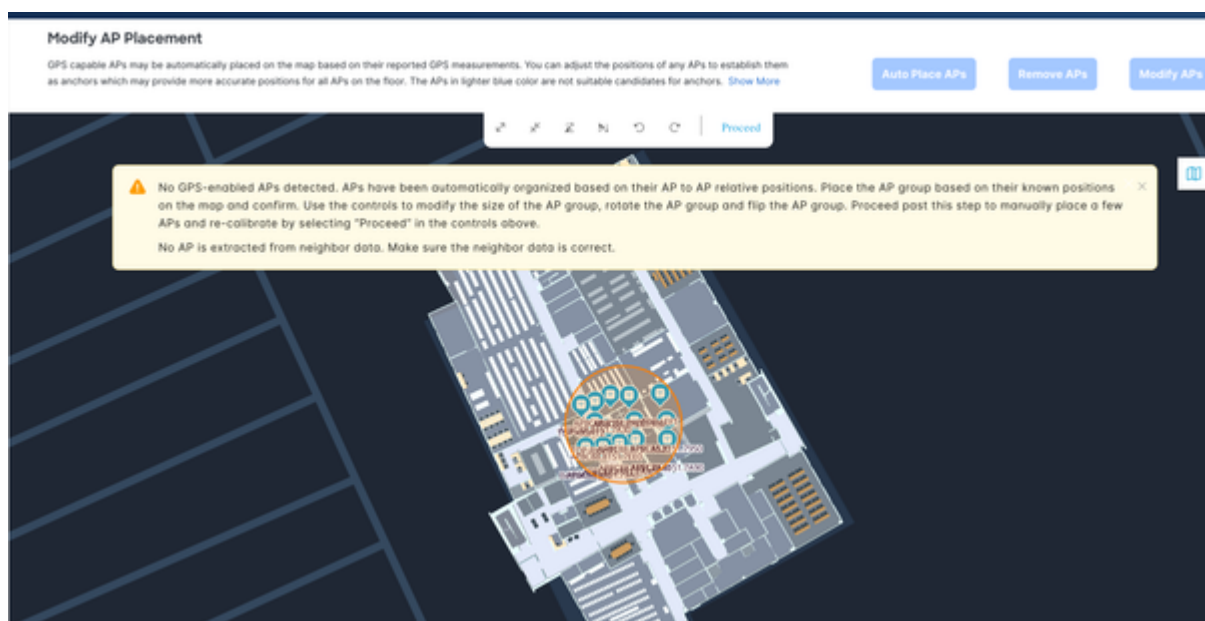 Modify AP Placement
GPS capable APs may be automatically placed on the map based on their reported GPS measurements. You can adjust the positions of any APs to establish them
as anchors which may provide more accurate positions for all APs on the floor. The APs in lighter blue color are not suitable candidates for anchors. Show More
Auto Place APs
Remove APs
Modify APs
Proceed
No GPS-enabled APs detected. APs have been automatically organized based on their AP to AP relative positions. Place the AP group based on their known positions
on the map and confirm. Use the controls to modify the size of the AP group, rotate the AP group and flip the AP group. Proceed past this step to manually place a few
APs and re-calibrate by selecting "Proceed" in the controls above.
No AP is extracted from neighbor data. Make sure the neighbor data is correct.